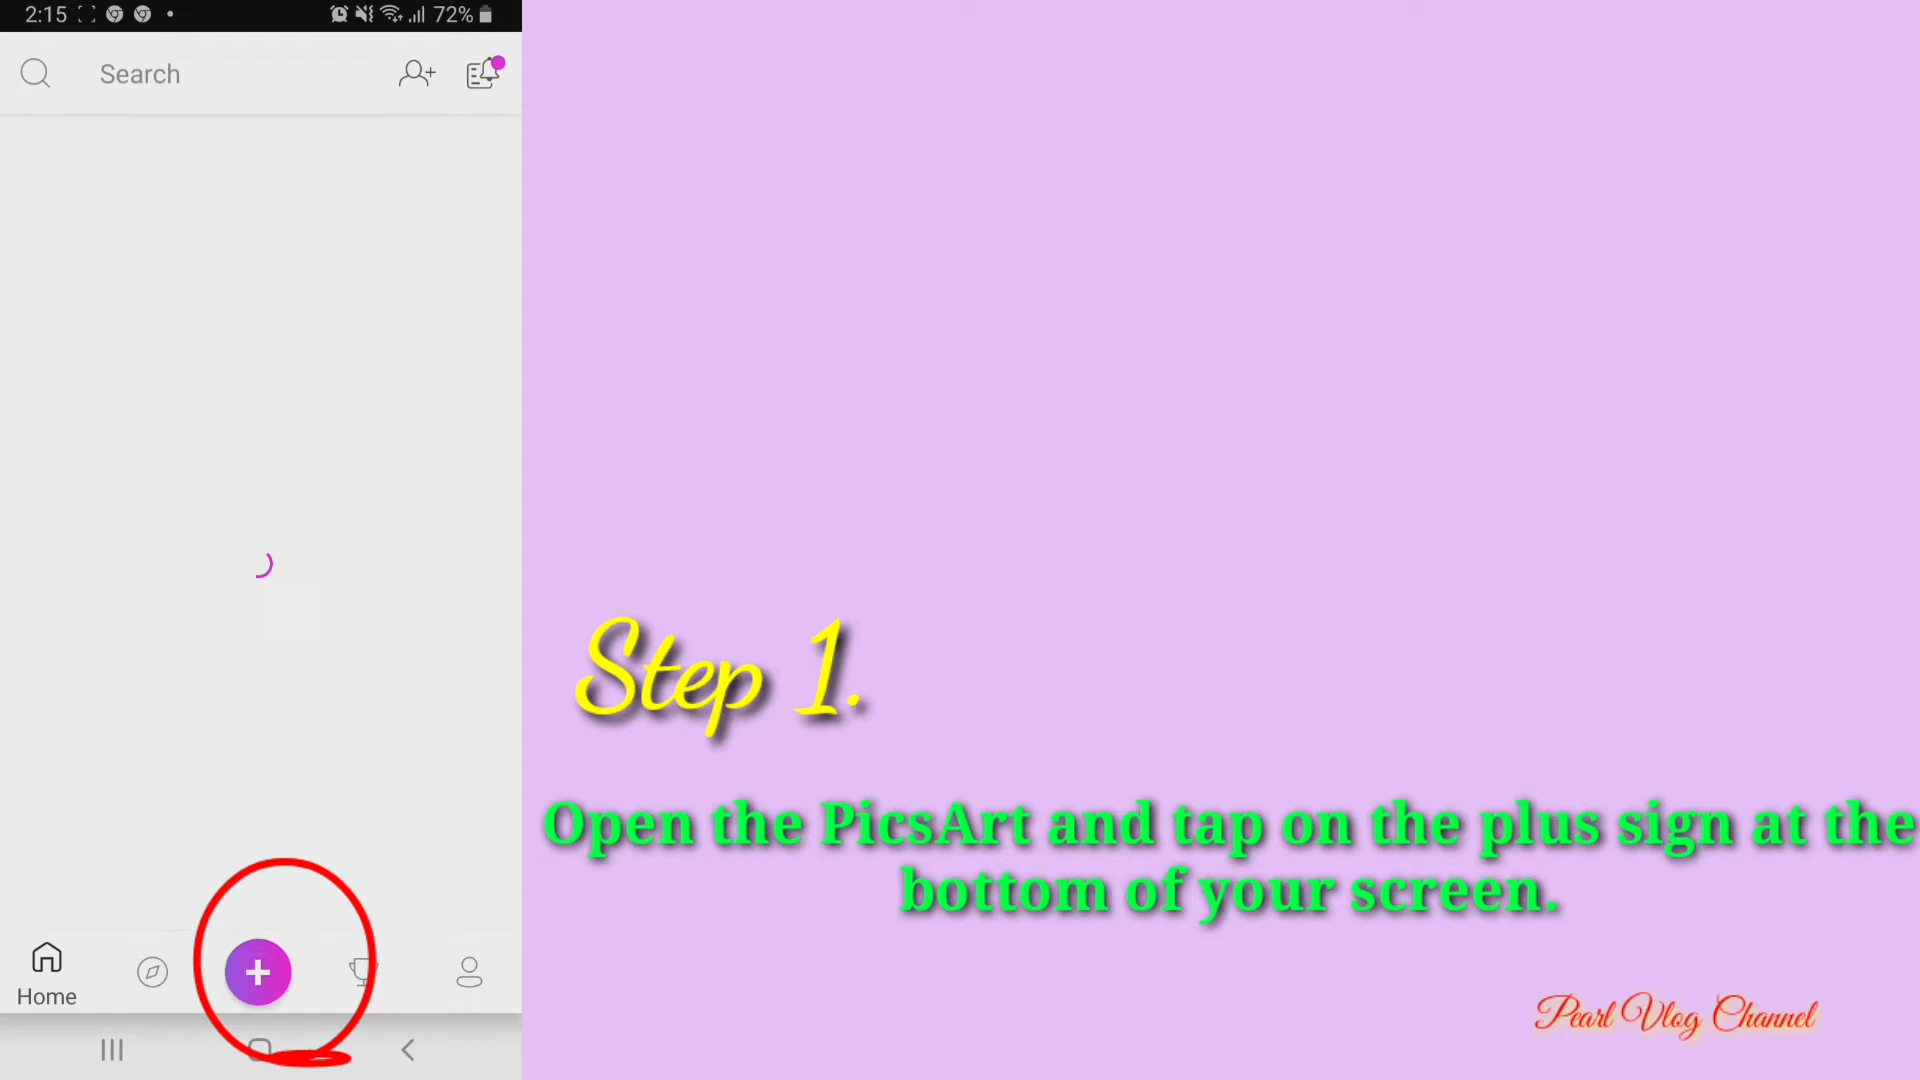 2:15
72%
Search
Step 1.
Open the PicsArt and tap on the plus sign at the
bottom of your screen.
Home
Pearl Vlog Channel